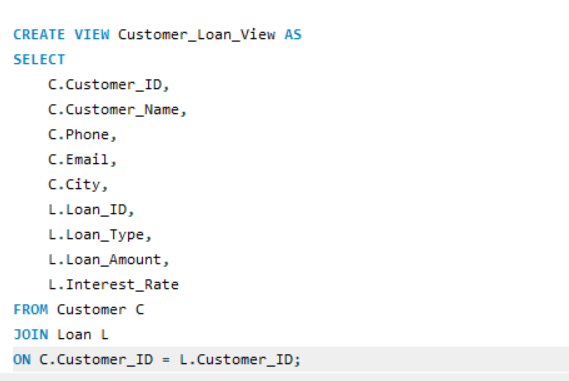 CREATE VIEW Customer_Loan_View AS
SELECT
    C.Customer_ID,
    C.Customer_Name,
    C.Phone,
    C.Email,
    C.City,
    L.Loan_ID,
    L.Loan_Type,
    L.Loan_Amount,
    L.Interest_Rate
FROM Customer C
JOIN Loan L
ON C.Customer_ID = L.Customer_ID;